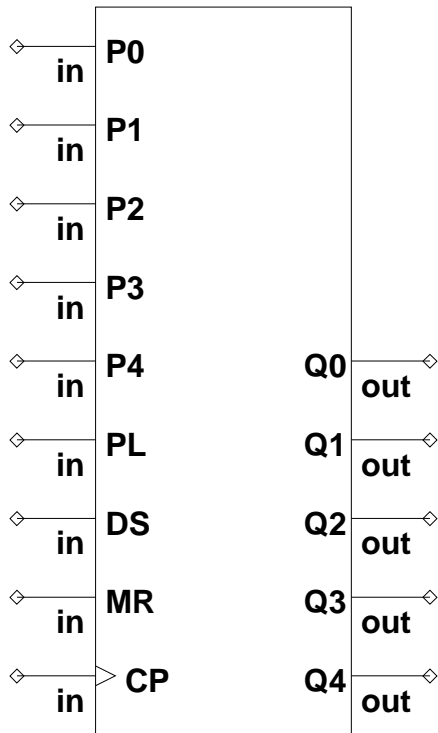 P0
in
P1
in
P2
in
P3
in
P4 Q0
in out
PL Q1
in out
DS Q2
in out
MR Q3
in out
CP Q4
in out